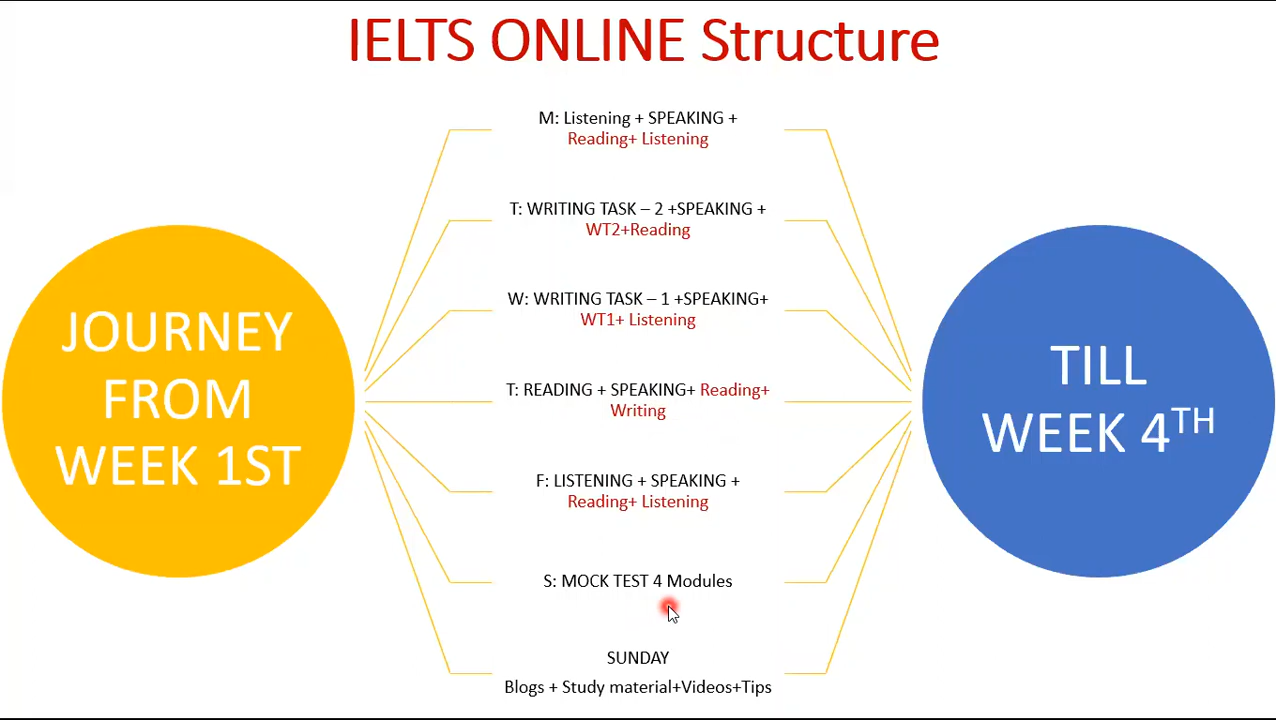 IELTS ONLINE Structure
M: Listening + SPEAKING +
Reading+ Listening
T: WRITING TASK – 2 +SPEAKING +
WT2+Reading
W: WRITING TASK – 1 +SPEAKING+
WT1+ Listening
T: READING + SPEAKING+ Reading+
Writing
F: LISTENING + SPEAKING +
Reading+ Listening
S: MOCK TEST 4 Modules
SUNDAY
Blogs + Study material+Videos+Tips
JOURNEY
FROM
WEEK 1ST
TILL
WEEK 4TH